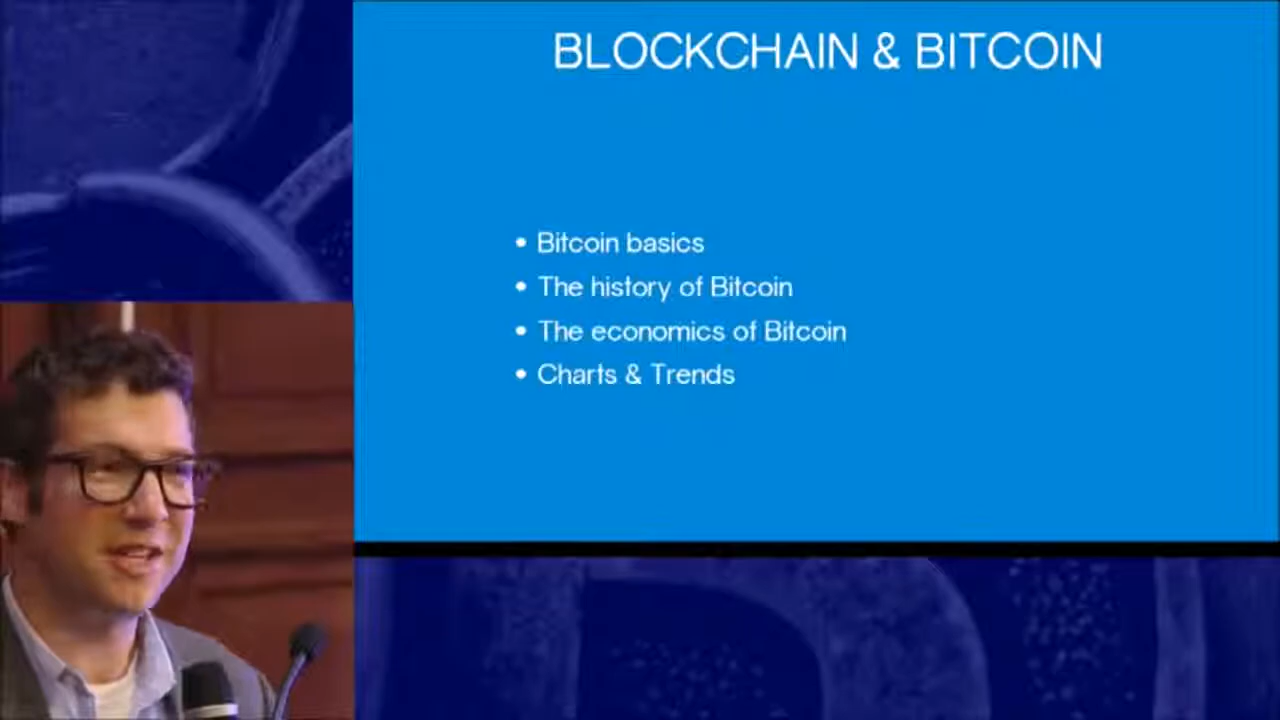 BLOCKCHAIN & BITCOIN
• Bitcoin basics
• The history of Bitcoin
• The economics of Bitcoin
• Charts & Trends